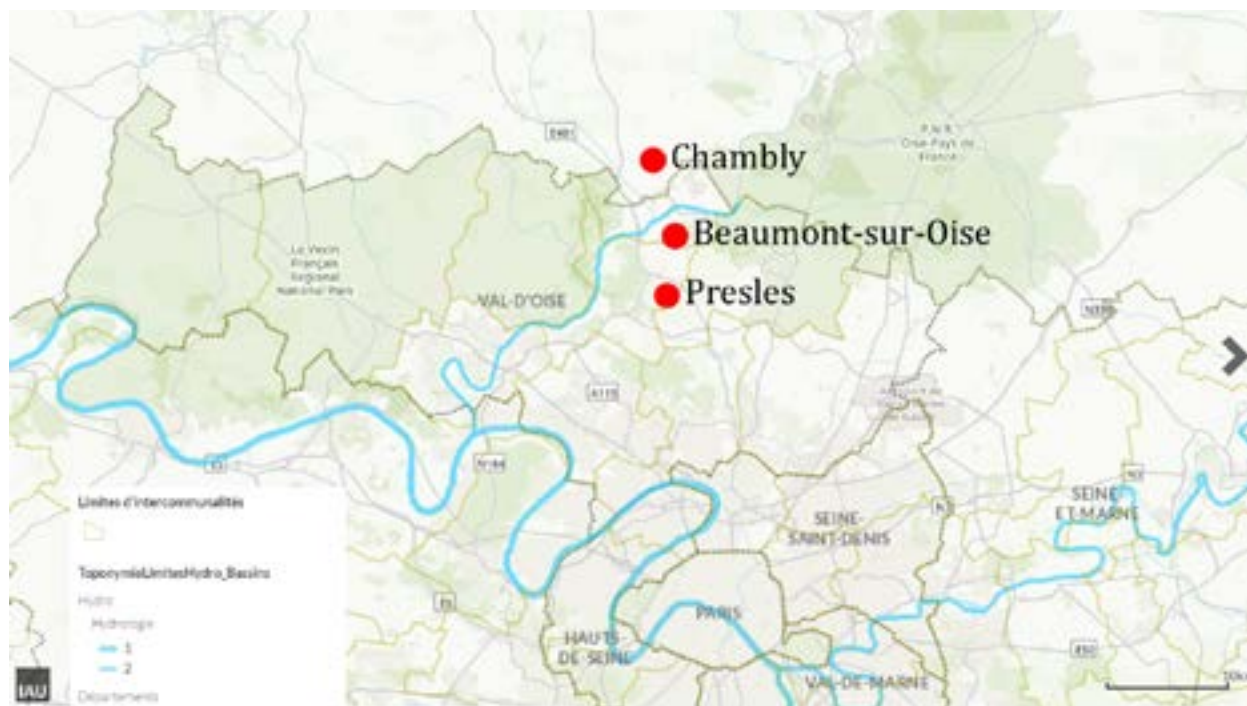 E401
P.N.R.
Oise-Pays de
France
Chambly
Beaumont-sur-Oise
Le Vexin
Français
Regional
National Park
VAL-D'OISE
Presles
A115
N184
SEINE
ET-MARNE
SEINE-
SAINT-DENIS
PARIS
HAUTS-
DE-SEINE
VAL-DE-MARNE
Limites d'intercommunalités
ToponymieLimitesHydro_Bassins
Hydro
Hydrologie
1
2
Départements
IAU